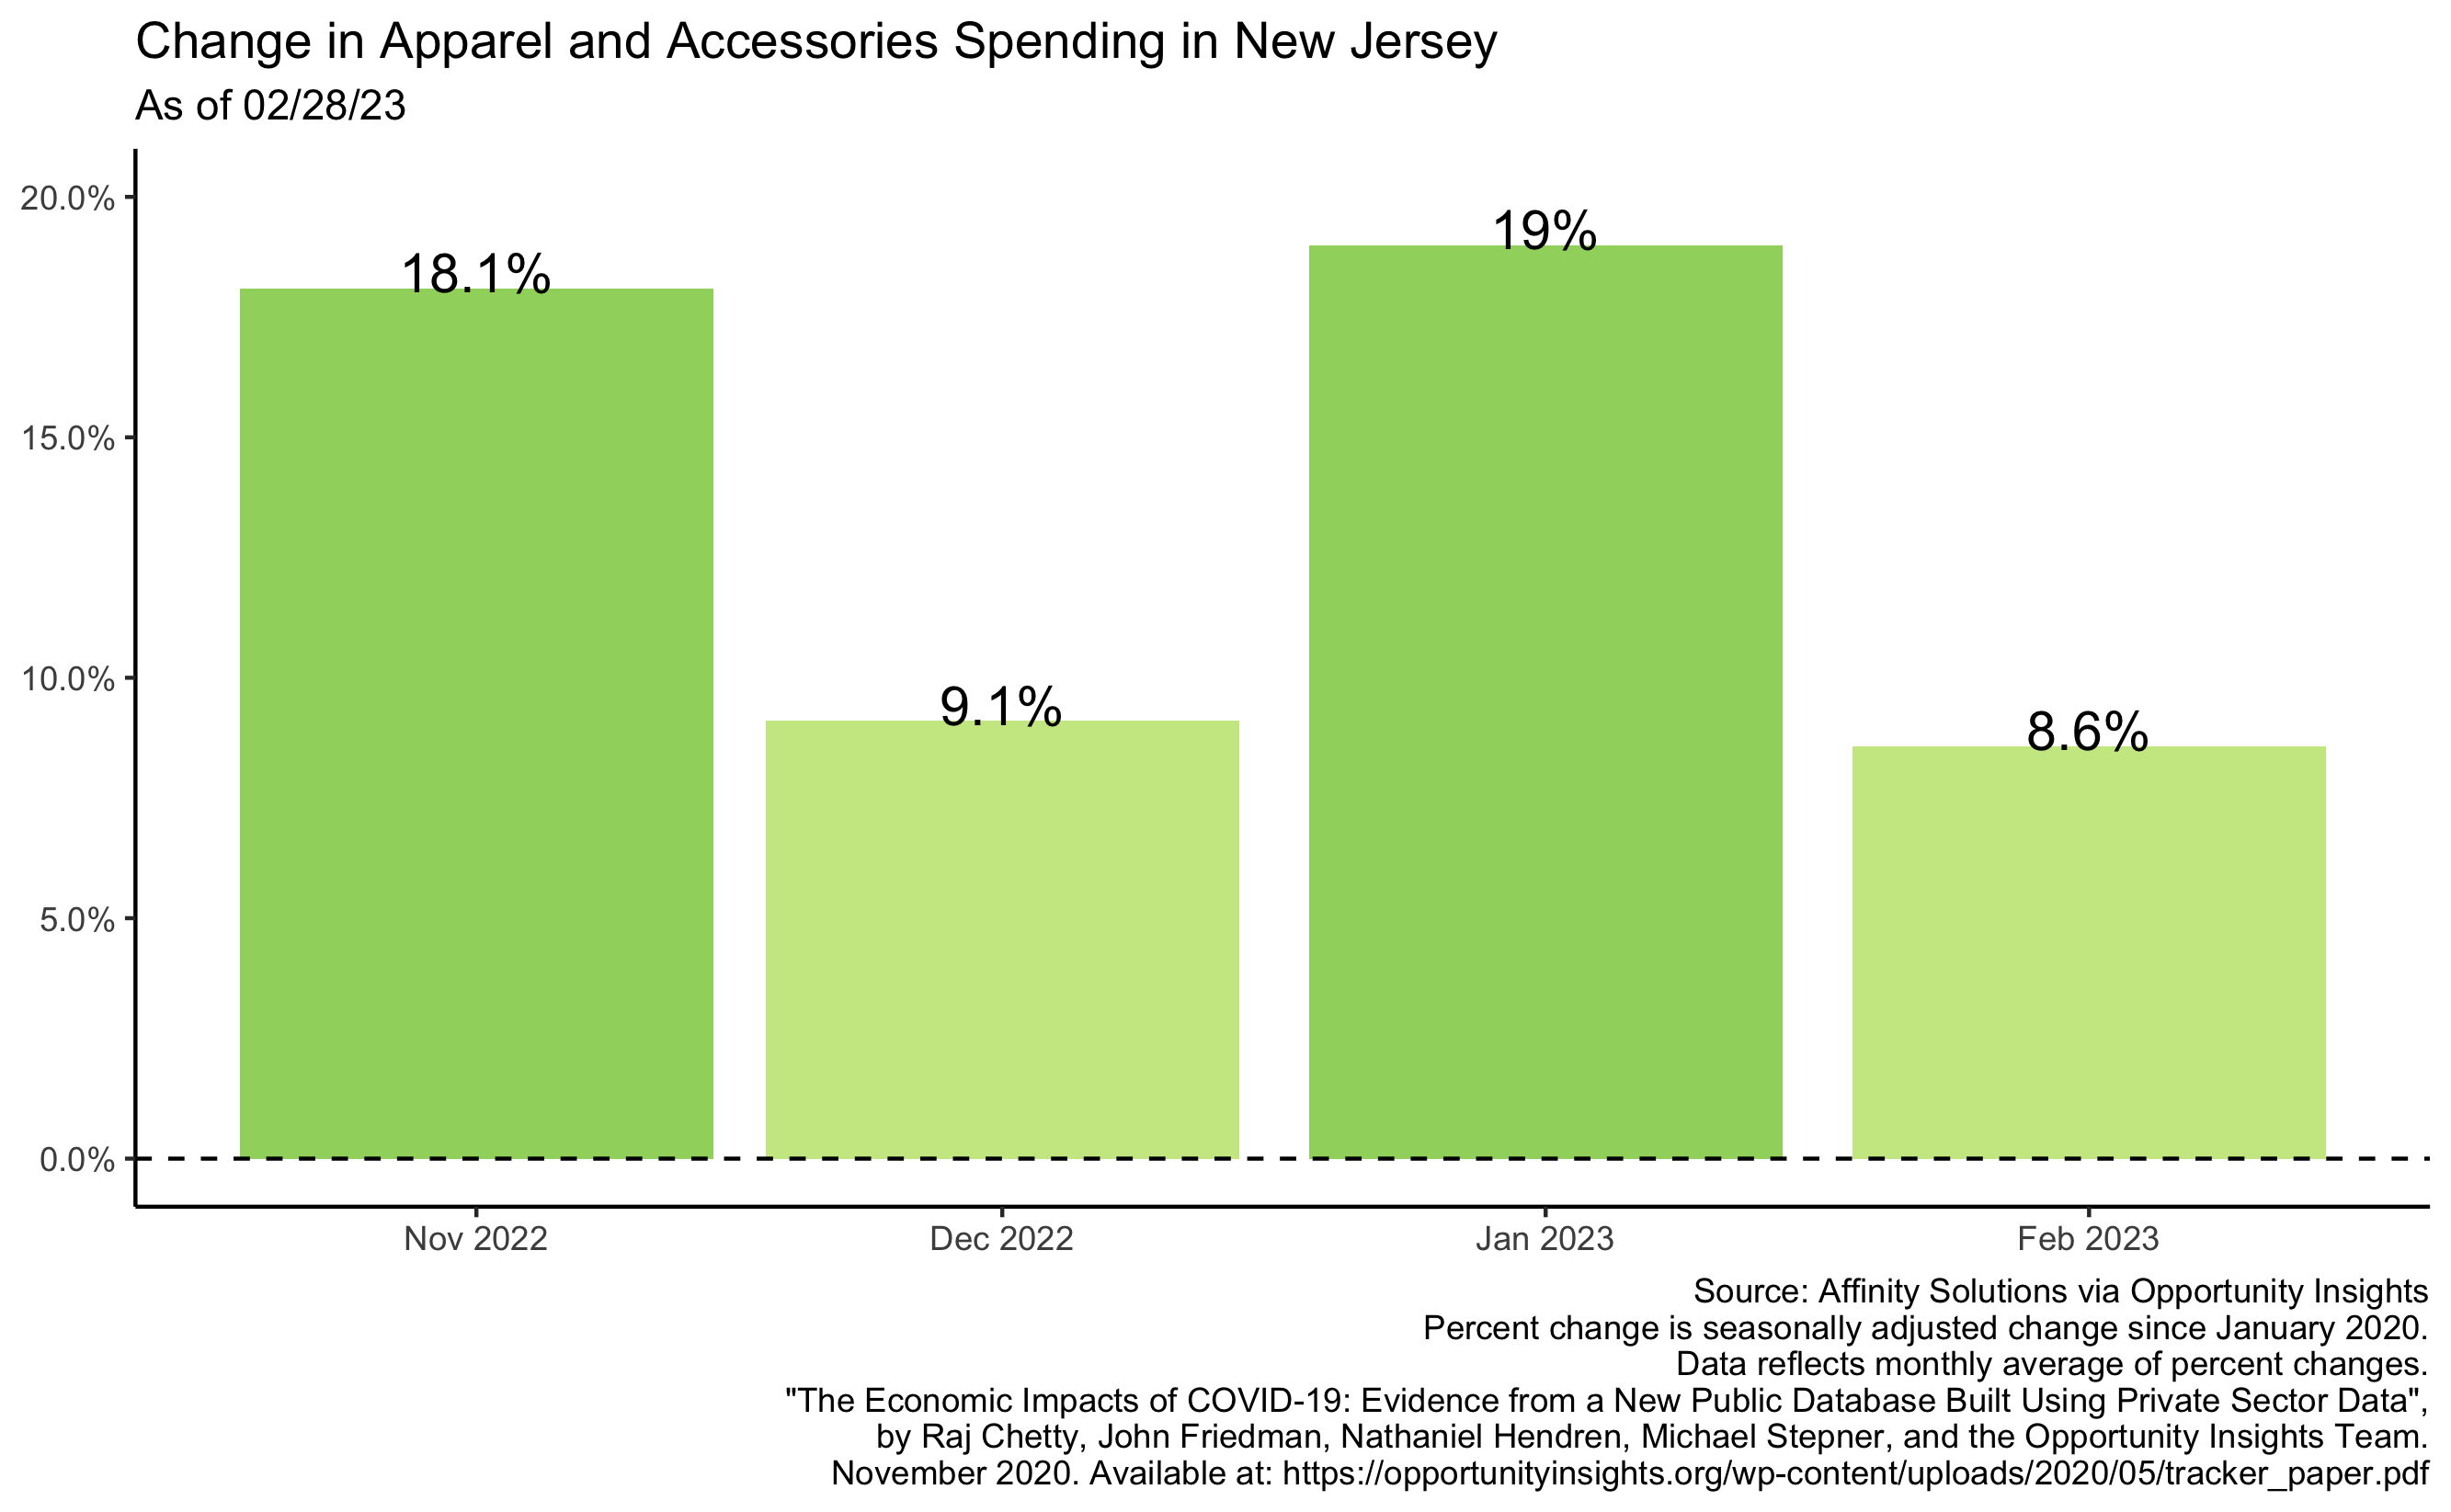 Change in Apparel and Accessories Spending in New Jersey
As of 02/28/23
20.0%
15.0%
10.0%
5.0%
0.0%
18.1%
9.1%
19%
8.6%
Nov 2022
Dec 2022
Jan 2023
Feb 2023
Source: Affinity Solutions via Opportunity Insights
Percent change is seasonally adjusted change since January 2020.
Data reflects monthly average of percent changes.
"The Economic Impacts of COVID-19: Evidence from a New Public Database Built Using Private Sector Data",
by Raj Chetty, John Friedman, Nathaniel Hendren, Michael Stepner, and the Opportunity Insights Team.
November 2020. Available at: https://opportunityinsights.org/wp-content/uploads/2020/05/tracker_paper.pdf